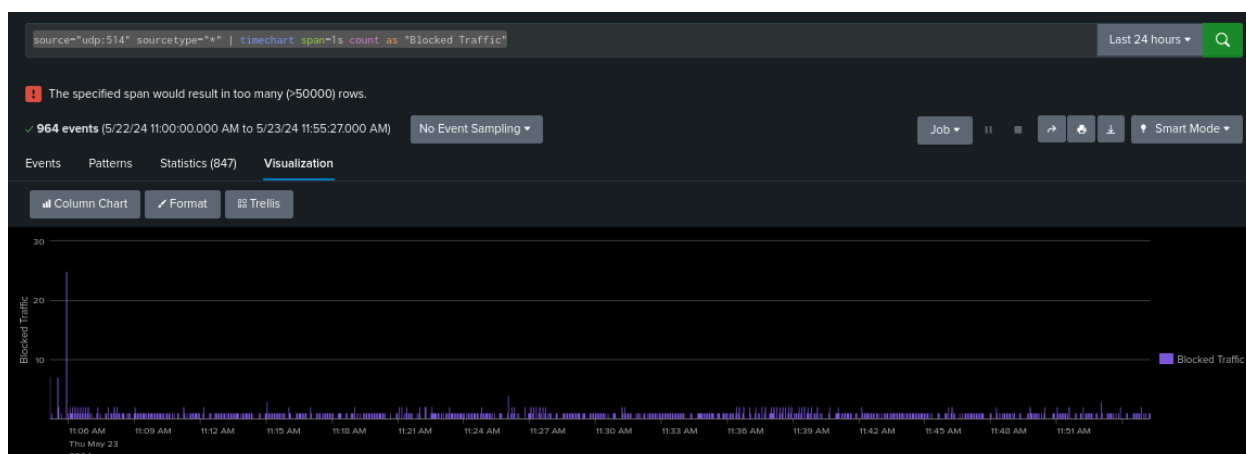 source="udp:514" sourcetype="*" | timechart span=1s count as "Blocked Traffic"
Last 24 hours
The specified span would result in too many (>50000) rows.
964 events (5/22/24 11:00:00.000 AM to 5/23/24 11:55:27.000 AM)
No Event Sampling
Job
Smart Mode
Events Patterns Statistics (847) Visualization
Column Chart Format Trellis
30
20
10
Blocked Traffic
Blocked Traffic
11:06 AM 11:09 AM 11:12 AM 11:15 AM 11:18 AM 11:21 AM 11:24 AM 11:27 AM 11:30 AM 11:33 AM 11:36 AM 11:39 AM 11:42 AM 11:45 AM 11:48 AM 11:51 AM
Thu May 23